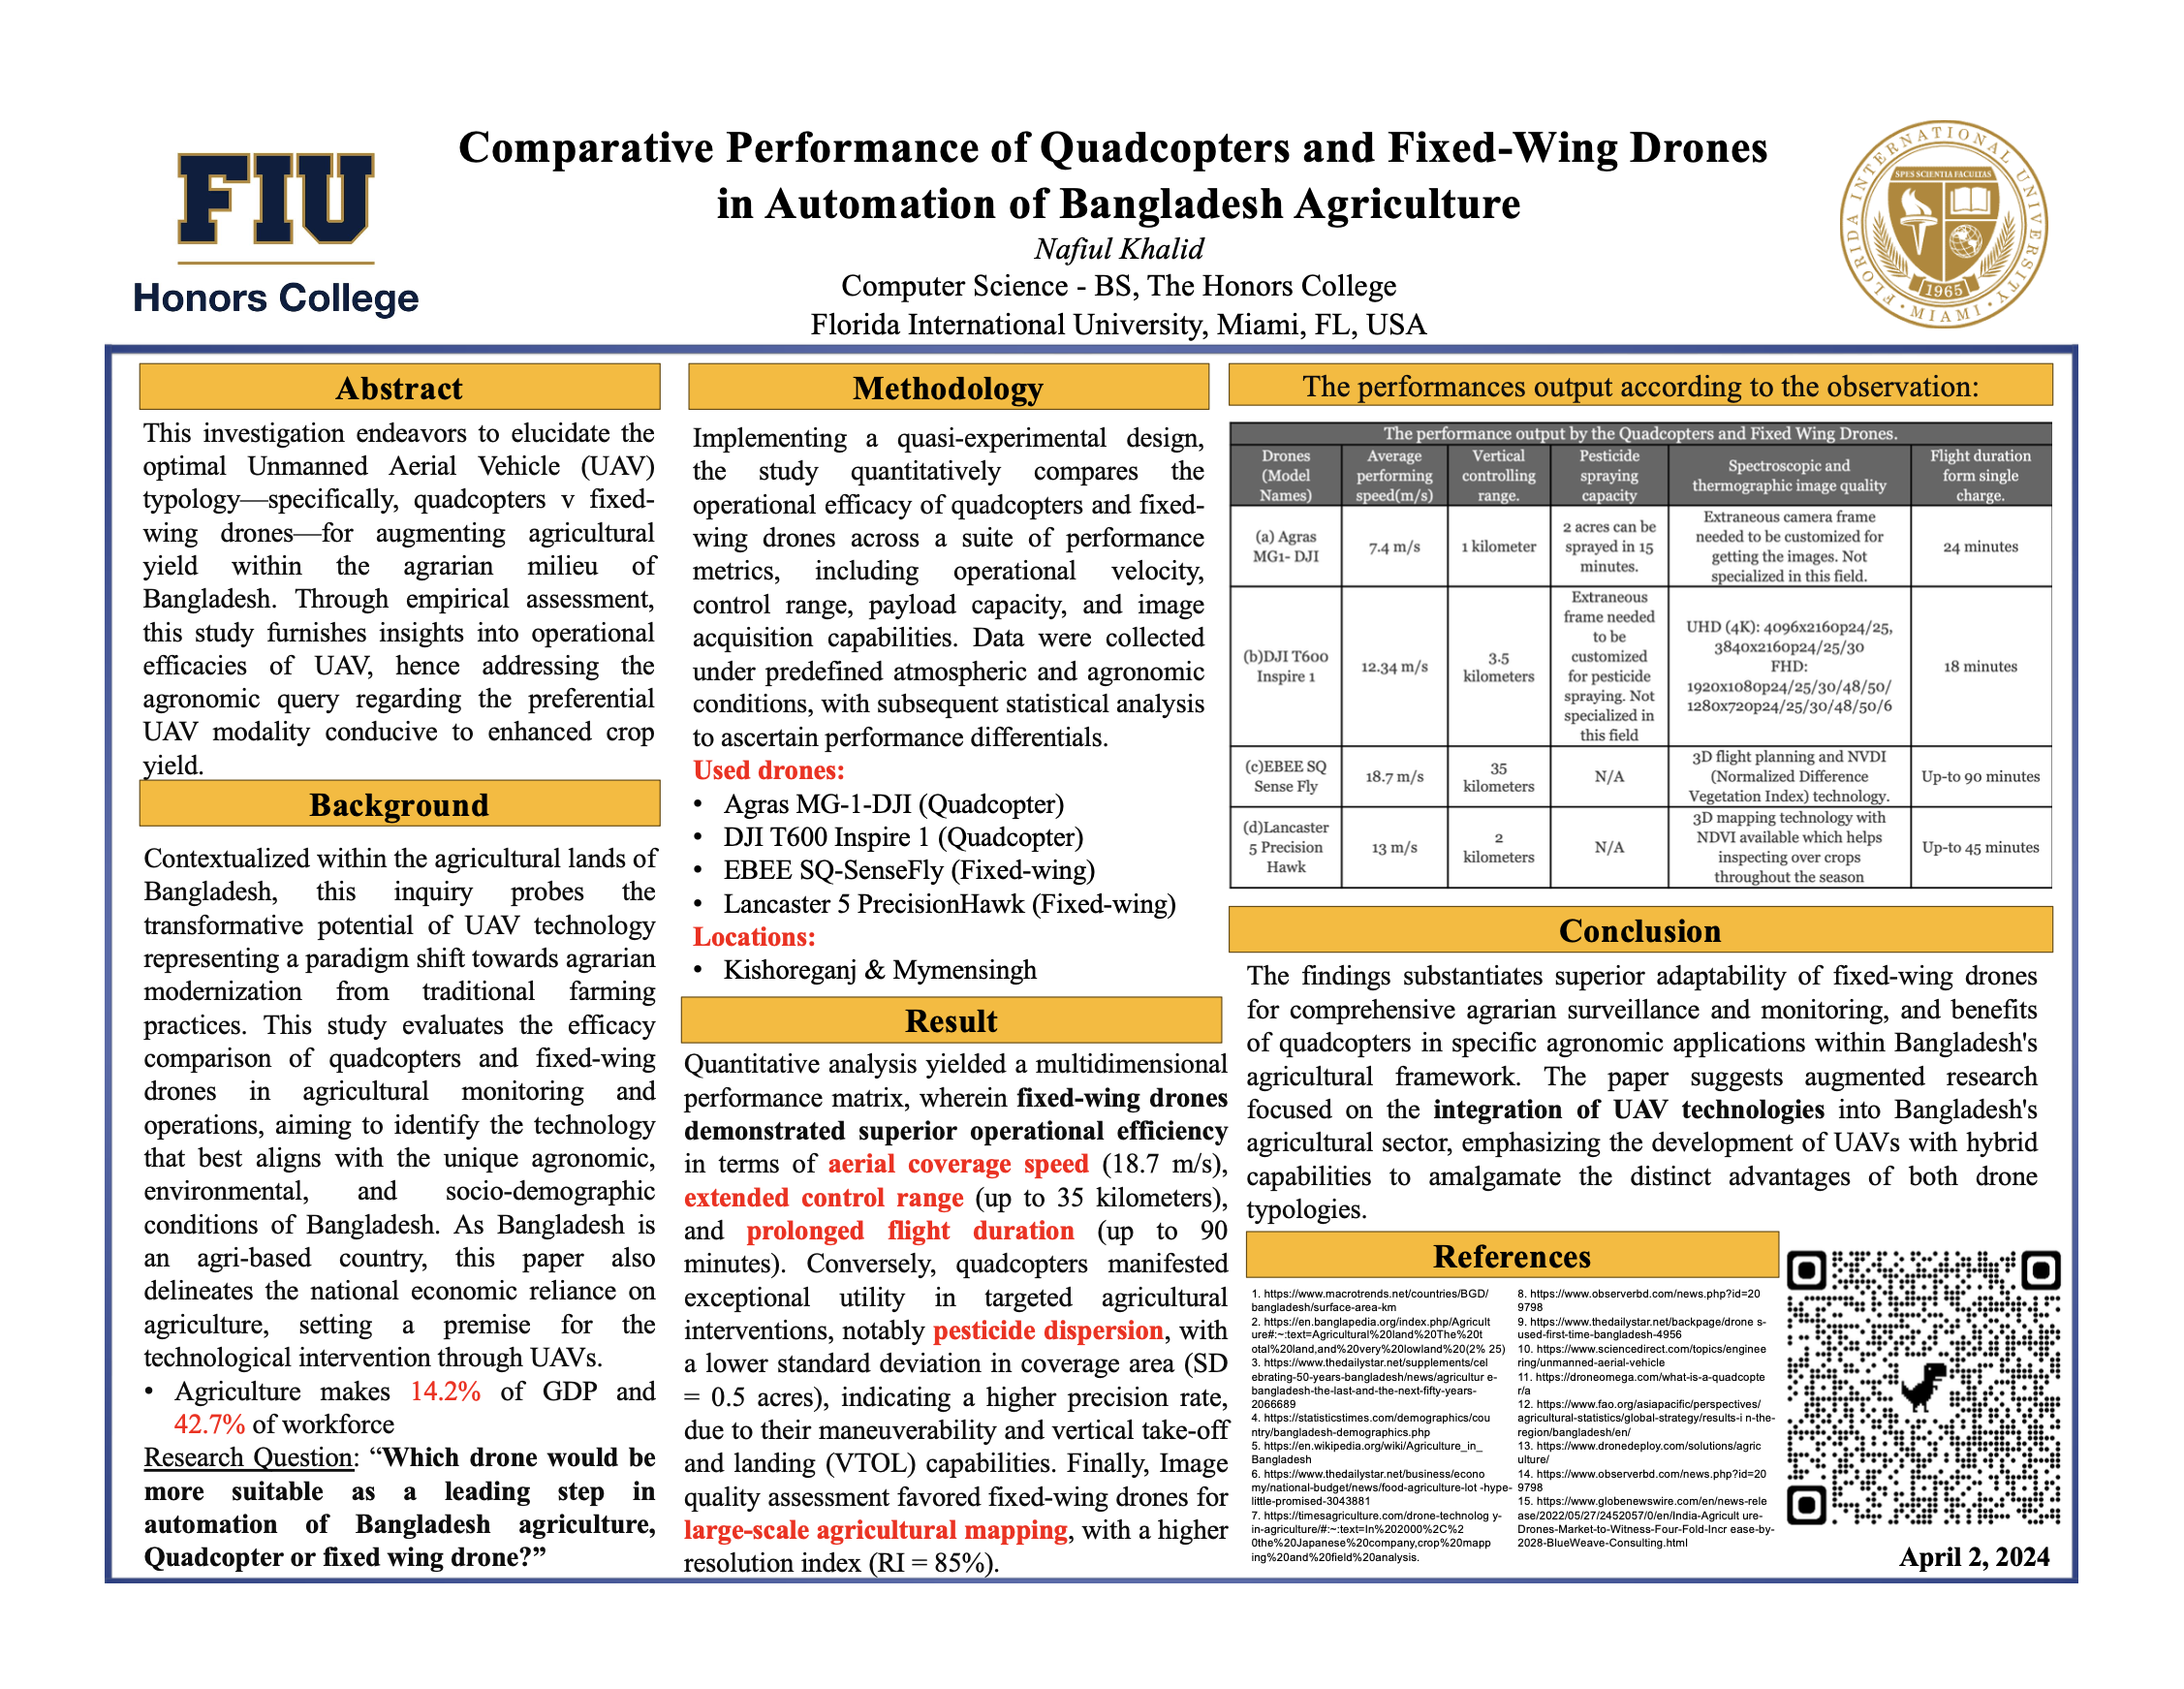 FIU
Honors College
Comparative Performance of Quadcopters and Fixed-Wing Drones
in Automation of Bangladesh Agriculture
Nafiul Khalid
Computer Science - BS, The Honors College
Florida International University, Miami, FL, USA
FLORIDA INTERNATIONAL UNIVERSITY
SPES SCIENTIA FACULTAS
1965
• MIAMI •
Abstract
This investigation endeavors to elucidate the
optimal Unmanned Aerial Vehicle (UAV)
typology—specifically, quadcopters v fixed-
wing drones—for augmenting agricultural
yield within the agrarian milieu of
Bangladesh. Through empirical assessment,
this study furnishes insights into operational
efficacies of UAV, hence addressing the
agronomic query regarding the preferential
UAV modality conducive to enhanced crop
yield.
Background
Contextualized within the agricultural lands of
Bangladesh, this inquiry probes the
transformative potential of UAV technology
representing a paradigm shift towards agrarian
modernization from traditional farming
practices. This study evaluates the efficacy
comparison of quadcopters and fixed-wing
drones in agricultural monitoring and
operations, aiming to identify the technology
that best aligns with the unique agronomic,
environmental, and socio-demographic
conditions of Bangladesh. As Bangladesh is
an agri-based country, this paper also
delineates the national economic reliance on
agriculture, setting a premise for the
technological intervention through UAVs.
• Agriculture makes 14.2% of GDP and
42.7% of workforce
Research Question: “Which drone would be
more suitable as a leading step in
automation of Bangladesh agriculture,
Quadcopter or fixed wing drone?”
Methodology
Implementing a quasi-experimental design,
the study quantitatively compares the
operational efficacy of quadcopters and fixed-
wing drones across a suite of performance
metrics, including operational velocity,
control range, payload capacity, and image
acquisition capabilities. Data were collected
under predefined atmospheric and agronomic
conditions, with subsequent statistical analysis
to ascertain performance differentials.
Used drones:
• Agras MG-1-DJI (Quadcopter)
• DJI T600 Inspire 1 (Quadcopter)
• EBEE SQ-SenseFly (Fixed-wing)
• Lancaster 5 PrecisionHawk (Fixed-wing)
Locations:
• Kishoreganj & Mymensingh
Result
Quantitative analysis yielded a multidimensional
performance matrix, wherein fixed-wing drones
demonstrated superior operational efficiency
in terms of aerial coverage speed (18.7 m/s),
extended control range (up to 35 kilometers),
and prolonged flight duration (up to 90
minutes). Conversely, quadcopters manifested
exceptional utility in targeted agricultural
interventions, notably pesticide dispersion, with
a lower standard deviation in coverage area (SD
= 0.5 acres), indicating a higher precision rate,
due to their maneuverability and vertical take-off
and landing (VTOL) capabilities. Finally, Image
quality assessment favored fixed-wing drones for
large-scale agricultural mapping, with a higher
resolution index (RI = 85%).
The performances output according to the observation:
The performance output by the Quadcopters and Fixed Wing Drones.
Drones
(Model
Names)
Average
performing
speed(m/s)
Vertical
controlling
range.
Pesticide
spraying
capacity
Spectroscopic and
thermographic image quality
Flight duration
form single
charge.
(a) Agras
MG1- DJI
7.4 m/s
1 kilometer
2 acres can be
sprayed in 15
minutes.
Extraneous camera frame
needed to be customized for
getting the images. Not
specialized in this field.
24 minutes
(b)DJI T600
Inspire 1
12.34 m/s
3.5
kilometers
Extraneous
frame needed
to be
customized
for pesticide
spraying. Not
specialized in
this field
UHD (4K): 4096x2160p24/25,
3840x2160p24/25/30
FHD:
1920x1080p24/25/30/48/50/
1280x720p24/25/30/48/50/6
18 minutes
(c)EBEE SQ
Sense Fly
18.7 m/s
35
kilometers
N/A
3D flight planning and NVDI
(Normalized Difference
Vegetation Index) technology.
Up-to 90 minutes
(d)Lancaster
5 Precision
Hawk
13 m/s
2
kilometers
N/A
3D mapping technology with
NDVI available which helps
inspecting over crops
throughout the season
Up-to 45 minutes
Conclusion
The findings substantiates superior adaptability of fixed-wing drones
for comprehensive agrarian surveillance and monitoring, and benefits
of quadcopters in specific agronomic applications within Bangladesh's
agricultural framework. The paper suggests augmented research
focused on the integration of UAV technologies into Bangladesh's
agricultural sector, emphasizing the development of UAVs with hybrid
capabilities to amalgamate the distinct advantages of both drone
typologies.
References
1. https://www.macrotrends.net/countries/BGD/
bangladesh/surface-area-km
2. https://en.banglapedia.org/index.php/Agricult
ure#:~:text=Agricultural%20land%20The%20t
otal%20land,and%20very%20lowland%20(2% 25)
3. https://www.thedailystar.net/supplements/cel
ebrating-50-years-bangladesh/news/agricultur e-
bangladesh-the-last-and-the-next-fifty-years-
2066689
4. https://statisticstimes.com/demographics/cou
ntry/bangladesh-demographics.php
5. https://en.wikipedia.org/wiki/Agriculture_in_
Bangladesh
6. https://www.thedailystar.net/business/econo
my/national-budget/news/food-agriculture-lot -hype-
little-promised-3043881
7. https://timesagriculture.com/drone-technolog y-
in-agriculture/#:~:text=In%202000%2C%2
0the%20Japanese%20company,crop%20mapp
ing%20and%20field%20analysis.
8. https://www.observerbd.com/news.php?id=20
9798
9. https://www.thedailystar.net/backpage/drone s-
used-first-time-bangladesh-4956
10. https://www.sciencedirect.com/topics/enginee
ring/unmanned-aerial-vehicle
11. https://droneomega.com/what-is-a-quadcopte
r/a
12. https://www.fao.org/asiapacific/perspectives/
agricultural-statistics/global-strategy/results-i n-the-
region/bangladesh/en/
13. https://www.dronedeploy.com/solutions/agric
ulture/
14. https://www.observerbd.com/news.php?id=20
9798
15. https://www.globenewswire.com/en/news-rele
ase/2022/05/27/2452057/0/en/India-Agricult ure-
Drones-Market-to-Witness-Four-Fold-Incr ease-by-
2028-BlueWeave-Consulting.html
April 2, 2024